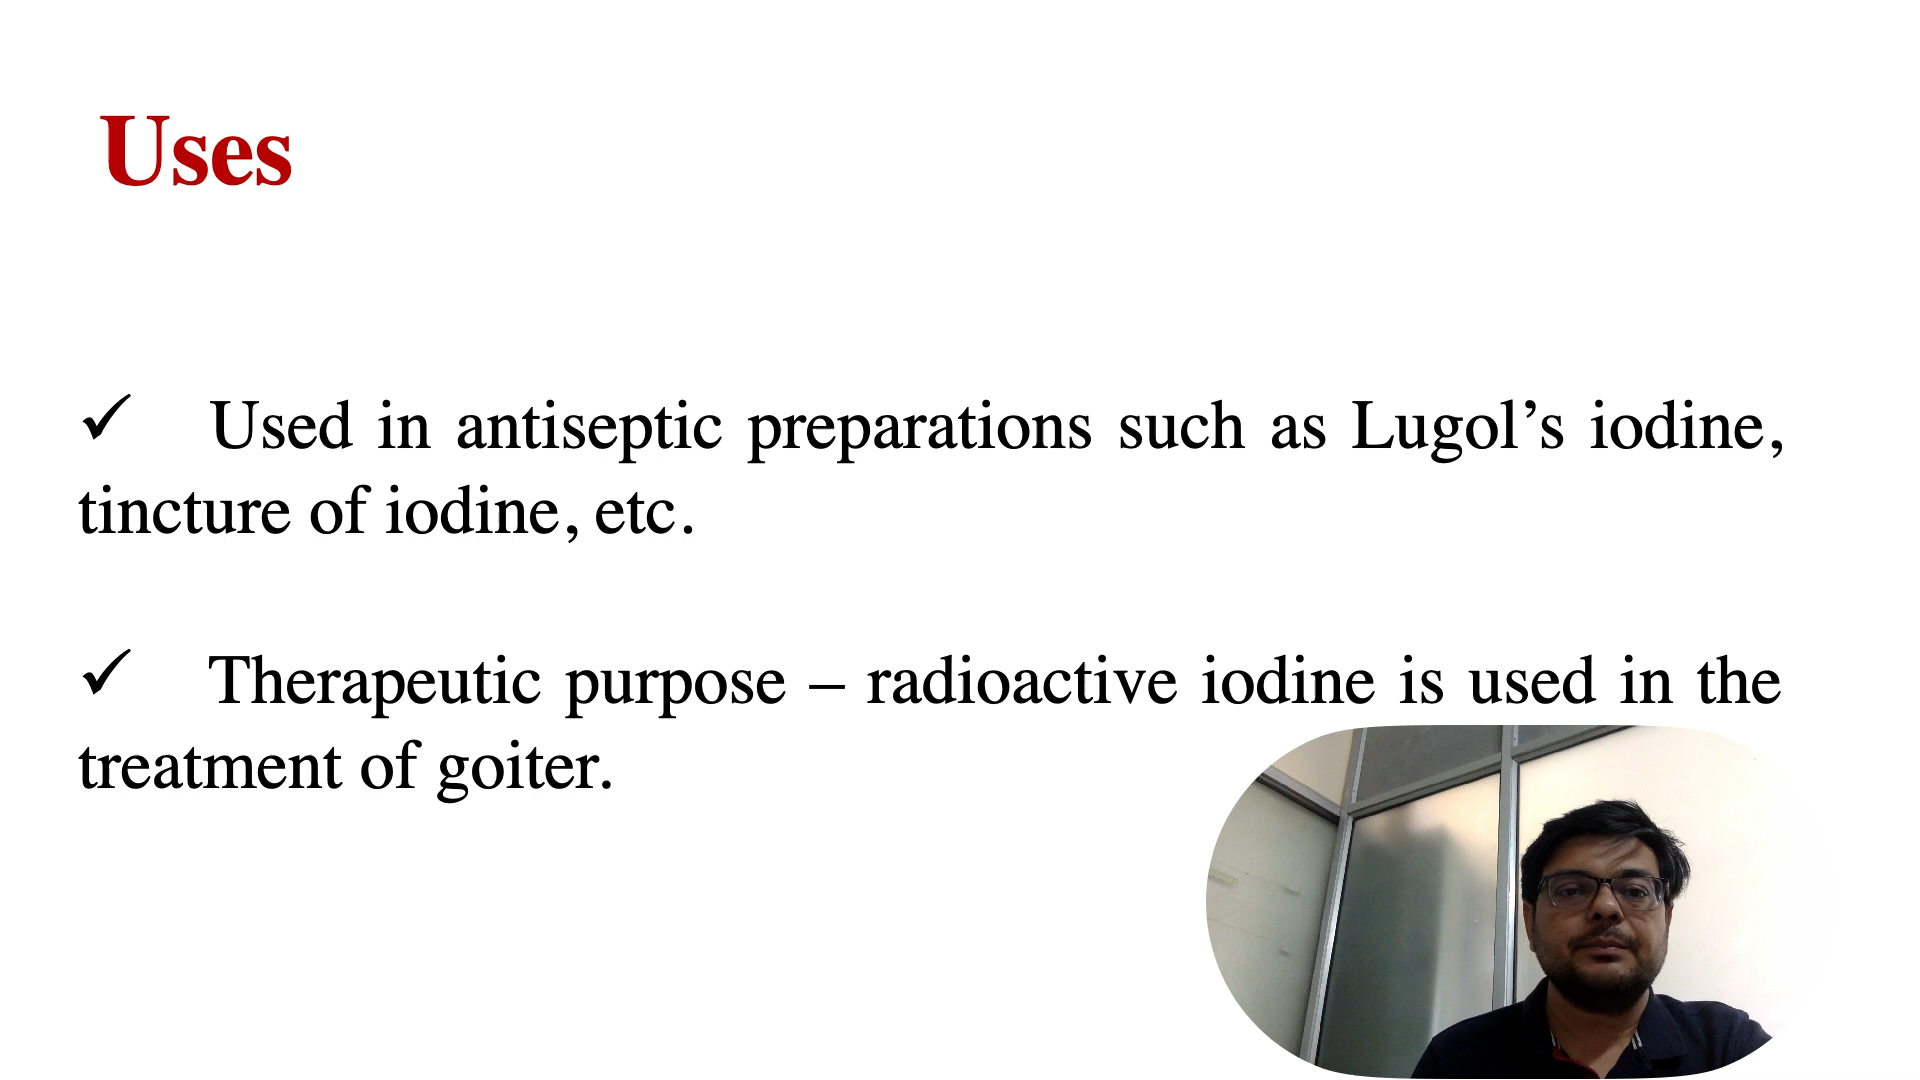 Uses
✓ Used in antiseptic preparations such as Lugol’s iodine,
tincture of iodine, etc.
✓ Therapeutic purpose – radioactive iodine is used in the
treatment of goiter.